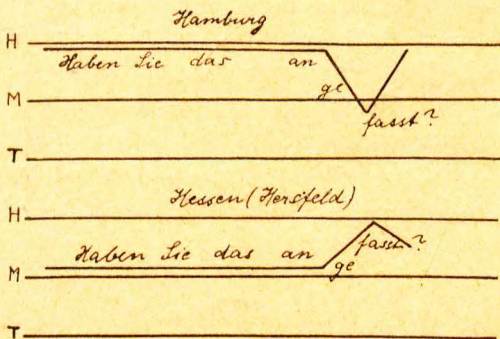 Hamburg
H
Haben Sie das an
ge
M
fasst?
T
Hessen (Hersfeld)
H
Haben Sie das an ge fasst?
M
T